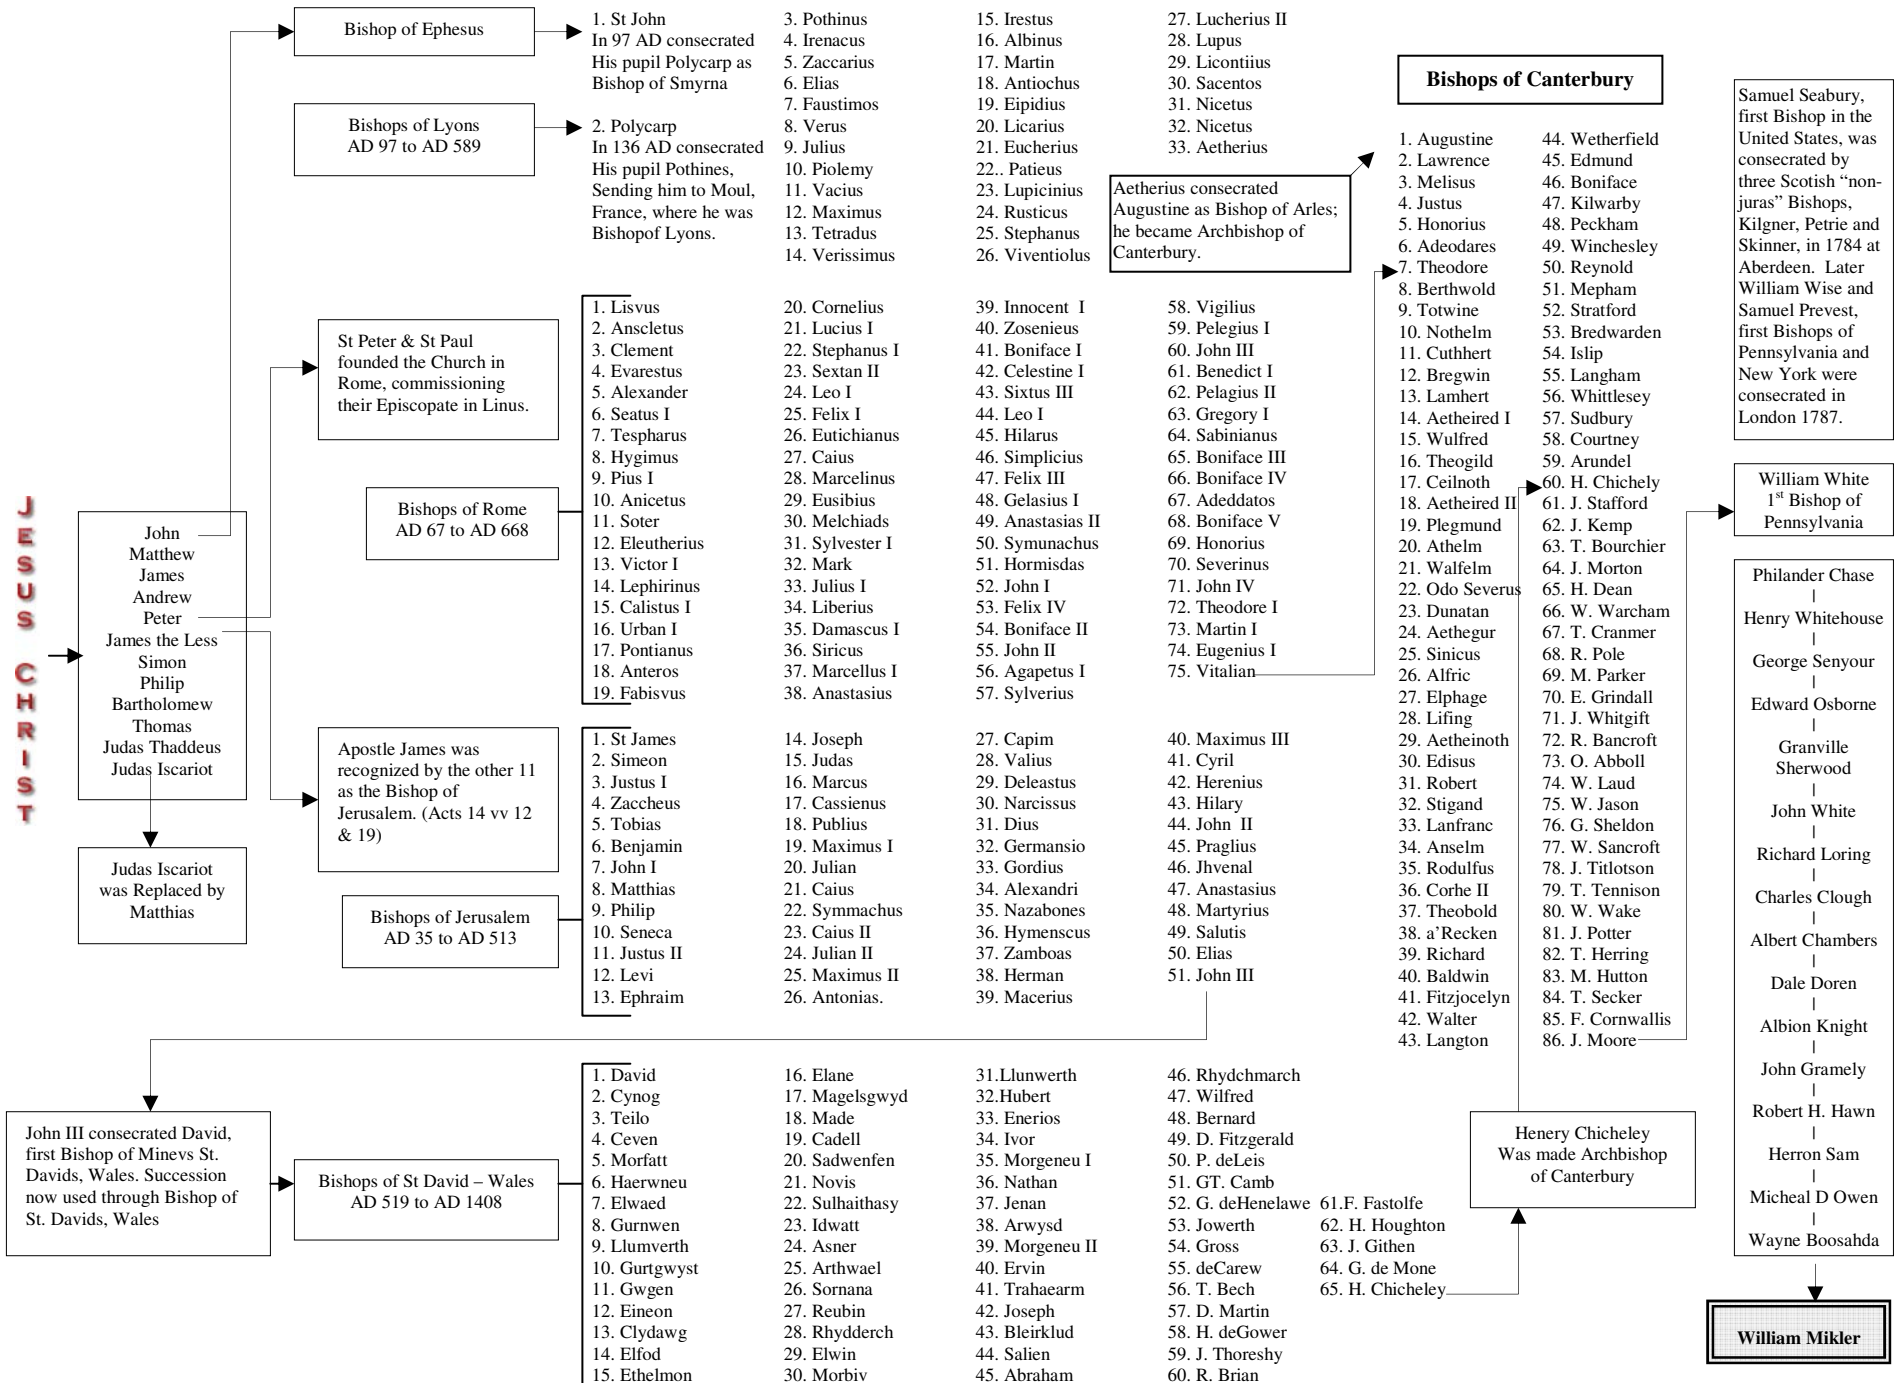 JESUS CHRIST
John
Matthew
James
Andrew
Peter
James the Less
Simon
Philip
Bartholomew
Thomas
Judas Thaddeus
Judas Iscariot
Judas Iscariot
was Replaced by
Matthias
Bishop of Ephesus
Bishops of Lyons
AD 97 to AD 589
1. St John
In 97 AD consecrated
His pupil Polycarp as
Bishop of Smyrna
2. Polycarp
In 136 AD consecrated
His pupil Pothines,
Sending him to Moul,
France, where he was
Bishopof Lyons.
3. Pothinus
4. Irenacus
5. Zaccarius
6. Elias
7. Faustimos
8. Verus
9. Julius
10. Piolemy
11. Vacius
12. Maximus
13. Tetradus
14. Verissimus
15. Irestus
16. Albinus
17. Martin
18. Antiochus
19. Eipidius
20. Licarius
21. Eucherius
22.. Patieus
23. Lupicinius
24. Rusticus
25. Stephanus
26. Viventiolus
27. Lucherius II
28. Lupus
29. Licontiius
30. Sacentos
31. Nicetus
32. Nicetus
33. Aetherius
Aetherius consecrated
Augustine as Bishop of Arles;
he became Archbishop of
Canterbury.
St Peter & St Paul
founded the Church in
Rome, commissioning
their Episcopate in Linus.
Bishops of Rome
AD 67 to AD 668
1. Lisvus
2. Anscletus
3. Clement
4. Evarestus
5. Alexander
6. Seatus I
7. Tespharus
8. Hygimus
9. Pius I
10. Anicetus
11. Soter
12. Eleutherius
13. Victor I
14. Lephirinus
15. Calistus I
16. Urban I
17. Pontianus
18. Anteros
19. Fabisvus
20. Cornelius
21. Lucius I
22. Stephanus I
23. Sextan II
24. Leo I
25. Felix I
26. Eutichianus
27. Caius
28. Marcelinus
29. Eusibius
30. Melchiads
31. Sylvester I
32. Mark
33. Julius I
34. Liberius
35. Damascus I
36. Siricus
37. Marcellus I
38. Anastasius
39. Innocent I
40. Zosenieus
41. Boniface I
42. Celestine I
43. Sixtus III
44. Leo I
45. Hilarus
46. Simplicius
47. Felix III
48. Gelasius I
49. Anastasias II
50. Symunachus
51. Hormisdas
52. John I
53. Felix IV
54. Boniface II
55. John II
56. Agapetus I
57. Sylverius
58. Vigilius
59. Pelegius I
60. John III
61. Benedict I
62. Pelagius II
63. Gregory I
64. Sabinianus
65. Boniface III
66. Boniface IV
67. Adeddatos
68. Boniface V
69. Honorius
70. Severinus
71. John IV
72. Theodore I
73. Martin I
74. Eugenius I
75. Vitalian
Apostle James was
recognized by the other 11
as the Bishop of
Jerusalem. (Acts 14 vv 12
& 19)
Bishops of Jerusalem
AD 35 to AD 513
1. St James
2. Simeon
3. Justus I
4. Zaccheus
5. Tobias
6. Benjamin
7. John I
8. Matthias
9. Philip
10. Seneca
11. Justus II
12. Levi
13. Ephraim
14. Joseph
15. Judas
16. Marcus
17. Cassienus
18. Publius
19. Maximus I
20. Julian
21. Caius
22. Symmachus
23. Caius II
24. Julian II
25. Maximus II
26. Antonias.
27. Capim
28. Valius
29. Deleastus
30. Narcissus
31. Dius
32. Germansio
33. Gordius
34. Alexandri
35. Nazabones
36. Hymenscus
37. Zamboas
38. Herman
39. Macerius
40. Maximus III
41. Cyril
42. Herenius
43. Hilary
44. John II
45. Praglius
46. Jhvenal
47. Anastasius
48. Martyrius
49. Salutis
50. Elias
51. John III
John III consecrated David,
first Bishop of Minevs St.
Davids, Wales. Succession
now used through Bishop of
St. Davids, Wales
Bishops of St David – Wales
AD 519 to AD 1408
1. David
2. Cynog
3. Teilo
4. Ceven
5. Morfatt
6. Haerwneu
7. Elwaed
8. Gurnwen
9. Llumverth
10. Gurtgwyst
11. Gwgen
12. Eineon
13. Clydawg
14. Elfod
15. Ethelmon
16. Elane
17. Magelsgwyd
18. Made
19. Cadell
20. Sadwenfen
21. Novis
22. Sulhaithasy
23. Idwatt
24. Asner
25. Arthwael
26. Sornana
27. Reubin
28. Rhydderch
29. Elwin
30. Morbiv
31.Llunwerth
32.Hubert
33. Enerios
34. Ivor
35. Morgeneu I
36. Nathan
37. Jenan
38. Arwysd
39. Morgeneu II
40. Ervin
41. Trahaearm
42. Joseph
43. Bleirklud
44. Salien
45. Abraham
46. Rhydchmarch
47. Wilfred
48. Bernard
49. D. Fitzgerald
50. P. deLeis
51. GT. Camb
52. G. deHenelawe
53. Jowerth
54. Gross
55. deCarew
56. T. Bech
57. D. Martin
58. H. deGower
59. J. Thoreshy
60. R. Brian
61.F. Fastolfe
62. H. Houghton
63. J. Githen
64. G. de Mone
65. H. Chicheley
Henery Chicheley
Was made Archbishop
of Canterbury
Bishops of Canterbury
1. Augustine
2. Lawrence
3. Melisus
4. Justus
5. Honorius
6. Adeodares
7. Theodore
8. Berthwold
9. Totwine
10. Nothelm
11. Cuthhert
12. Bregwin
13. Lamhert
14. Aetheired I
15. Wulfred
16. Theogild
17. Ceilnoth
18. Aetheired II
19. Plegmund
20. Athelm
21. Walfelm
22. Odo Severus
23. Dunatan
24. Aethegur
25. Sinicus
26. Alfric
27. Elphage
28. Lifing
29. Aetheinoth
30. Edisus
31. Robert
32. Stigand
33. Lanfranc
34. Anselm
35. Rodulfus
36. Corhe II
37. Theobold
38. a'Recken
39. Richard
40. Baldwin
41. Fitzjocelyn
42. Walter
43. Langton
44. Wetherfield
45. Edmund
46. Boniface
47. Kilwarby
48. Peckham
49. Winchesley
50. Reynold
51. Mepham
52. Stratford
53. Bredwarden
54. Islip
55. Langham
56. Whittlesey
57. Sudbury
58. Courtney
59. Arundel
60. H. Chichely
61. J. Stafford
62. J. Kemp
63. T. Bourchier
64. J. Morton
65. H. Dean
66. W. Warcham
67. T. Cranmer
68. R. Pole
69. M. Parker
70. E. Grindall
71. J. Whitgift
72. R. Bancroft
73. O. Abboll
74. W. Laud
75. W. Jason
76. G. Sheldon
77. W. Sancroft
78. J. Titlotson
79. T. Tennison
80. W. Wake
81. J. Potter
82. T. Herring
83. M. Hutton
84. T. Secker
85. F. Cornwallis
86. J. Moore
Samuel Seabury,
first Bishop in the
United States, was
consecrated by
three Scotish “non-
juras” Bishops,
Kilgner, Petrie and
Skinner, in 1784 at
Aberdeen. Later
William Wise and
Samuel Prevest,
first Bishops of
Pennsylvania and
New York were
consecrated in
London 1787.
William White
1st Bishop of
Pennsylvania
Philander Chase
Henry Whitehouse
George Senyour
Edward Osborne
Granville
Sherwood
John White
Richard Loring
Charles Clough
Albert Chambers
Dale Doren
Albion Knight
John Gramely
Robert H. Hawn
Herron Sam
Micheal D Owen
Wayne Boosahda
William Mikler